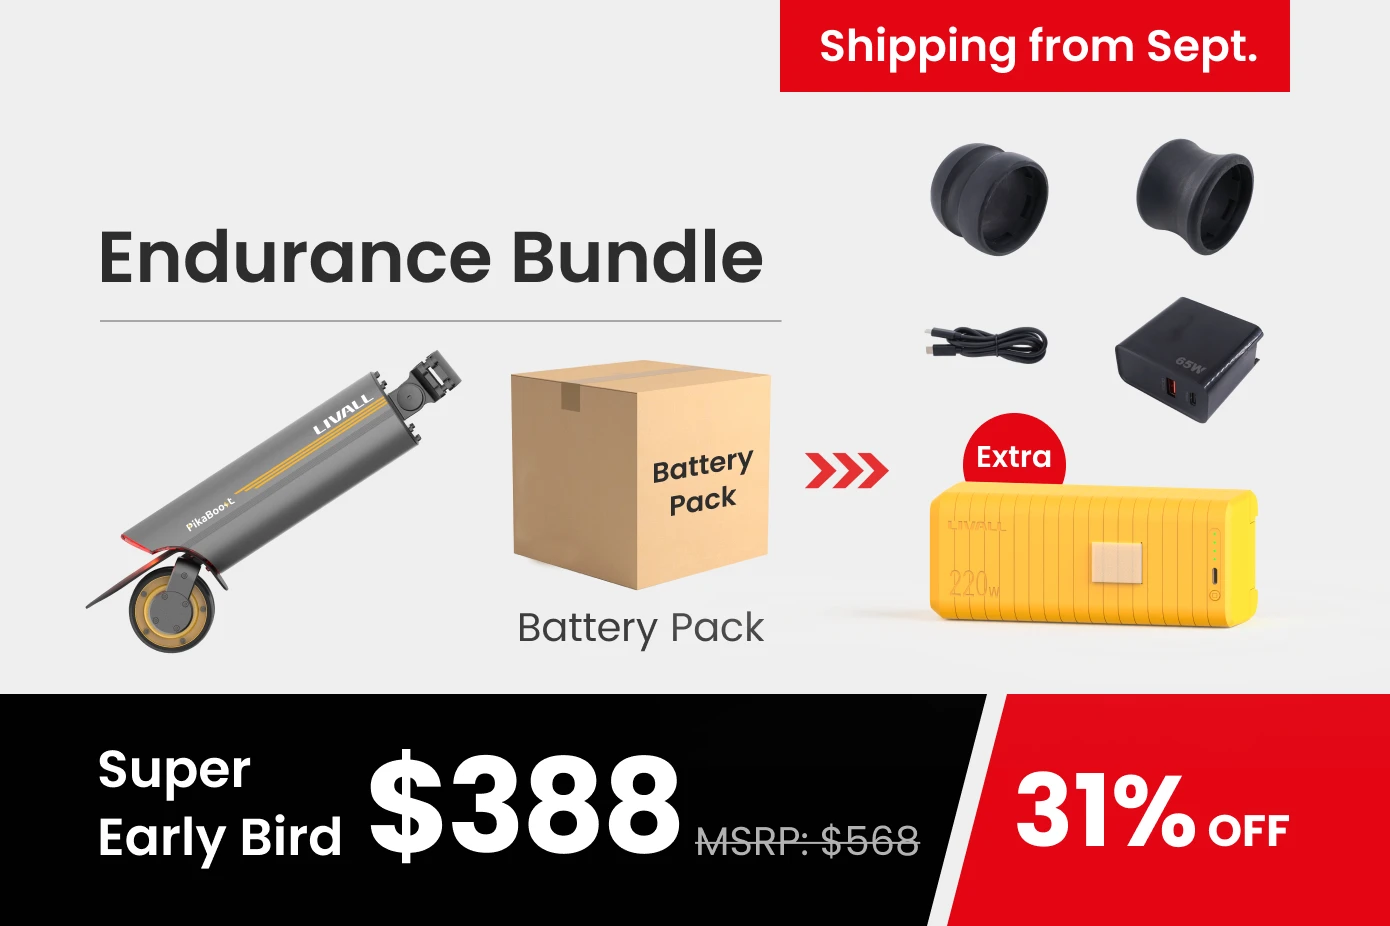 Shipping from Sept.
Endurance Bundle
LIVALL
PikaBoost
Battery
Pack
Battery Pack
65W
Extra
LIVALL
220w
Super
Early Bird
$388
MSRP: $568
31% OFF